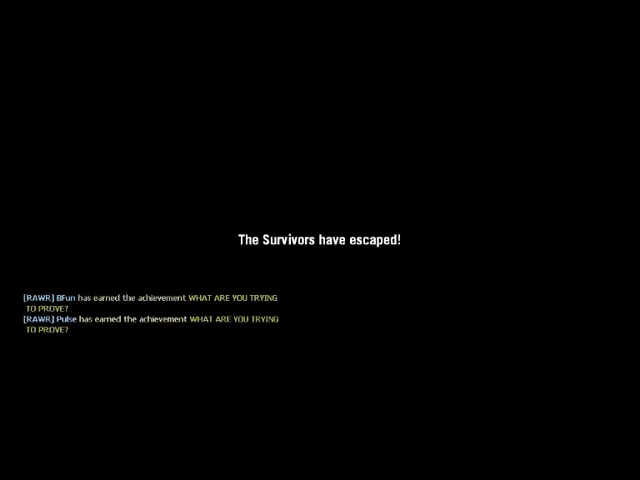 The Survivors have escaped!
[RAWR] BFun has earned the achievement WHAT ARE YOU TRYING
TO PROVE?
[RAWR] Pulse has earned the achievement WHAT ARE YOU TRYING
TO PROVE?